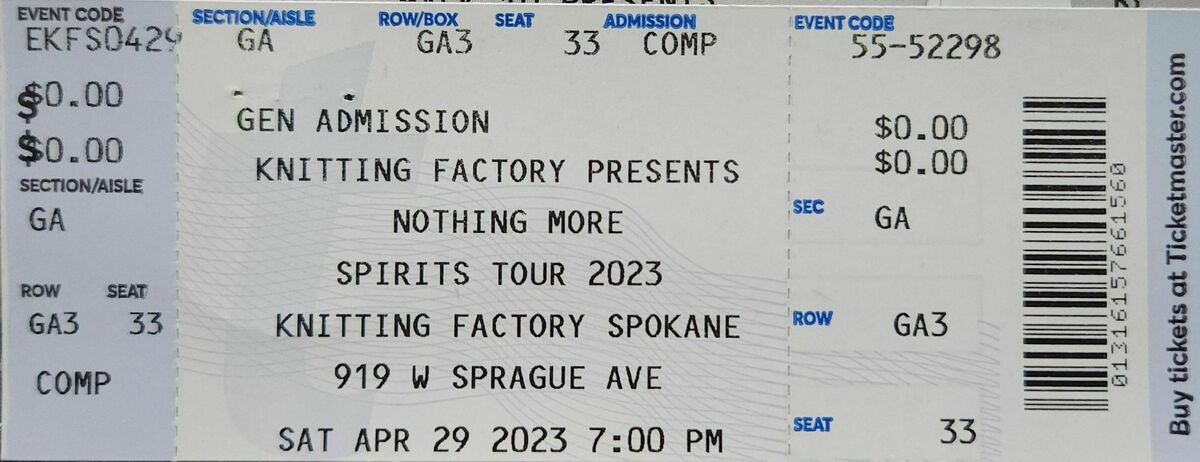 EVENT CODE
EKFS0429
$0.00
$0.00
SECTION/AISLE
GA
ROW SEAT
GA3 33
COMP
SECTION/AISLE ROW/BOX SEAT ADMISSION
GA GA3 33 COMP
GEN ADMISSION
KNITTING FACTORY PRESENTS
NOTHING MORE
SPIRITS TOUR 2023
KNITTING FACTORY SPOKANE
919 W SPRAGUE AVE
SAT APR 29 2023 7:00 PM
EVENT CODE
55-52298
$0.00
$0.00
SEC GA
ROW GA3
SEAT 33
01316157661560
Buy tickets at Ticketmaster.com